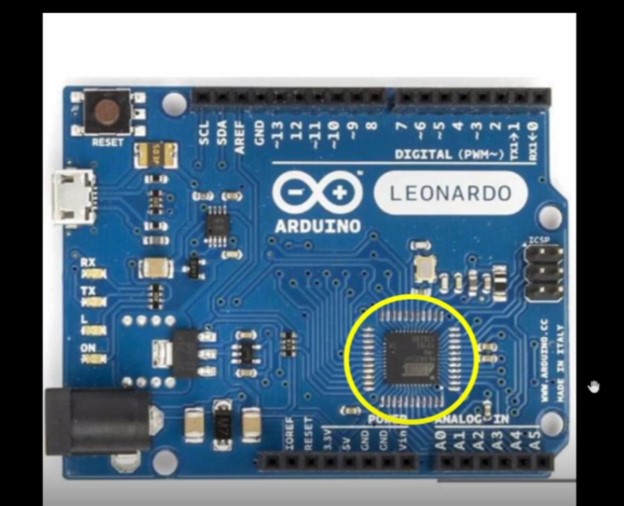 RESET
SCL
SDA
AREF
GND
~13
12
~11
~10
~9
8
7
~6
~5
4
~3
2
TX→1
RX←0
DIGITAL (PWM~)
ARDUINO
LEONARDO
ICSP
RX
TX
L
ON
WWW.ARDUINO.CC
MADE IN ITALY
POWER
ANALOG IN
IOREF
RESET
3.3V
5V
GND
GND
Vin
A0
A1
A2
A3
A4
A5